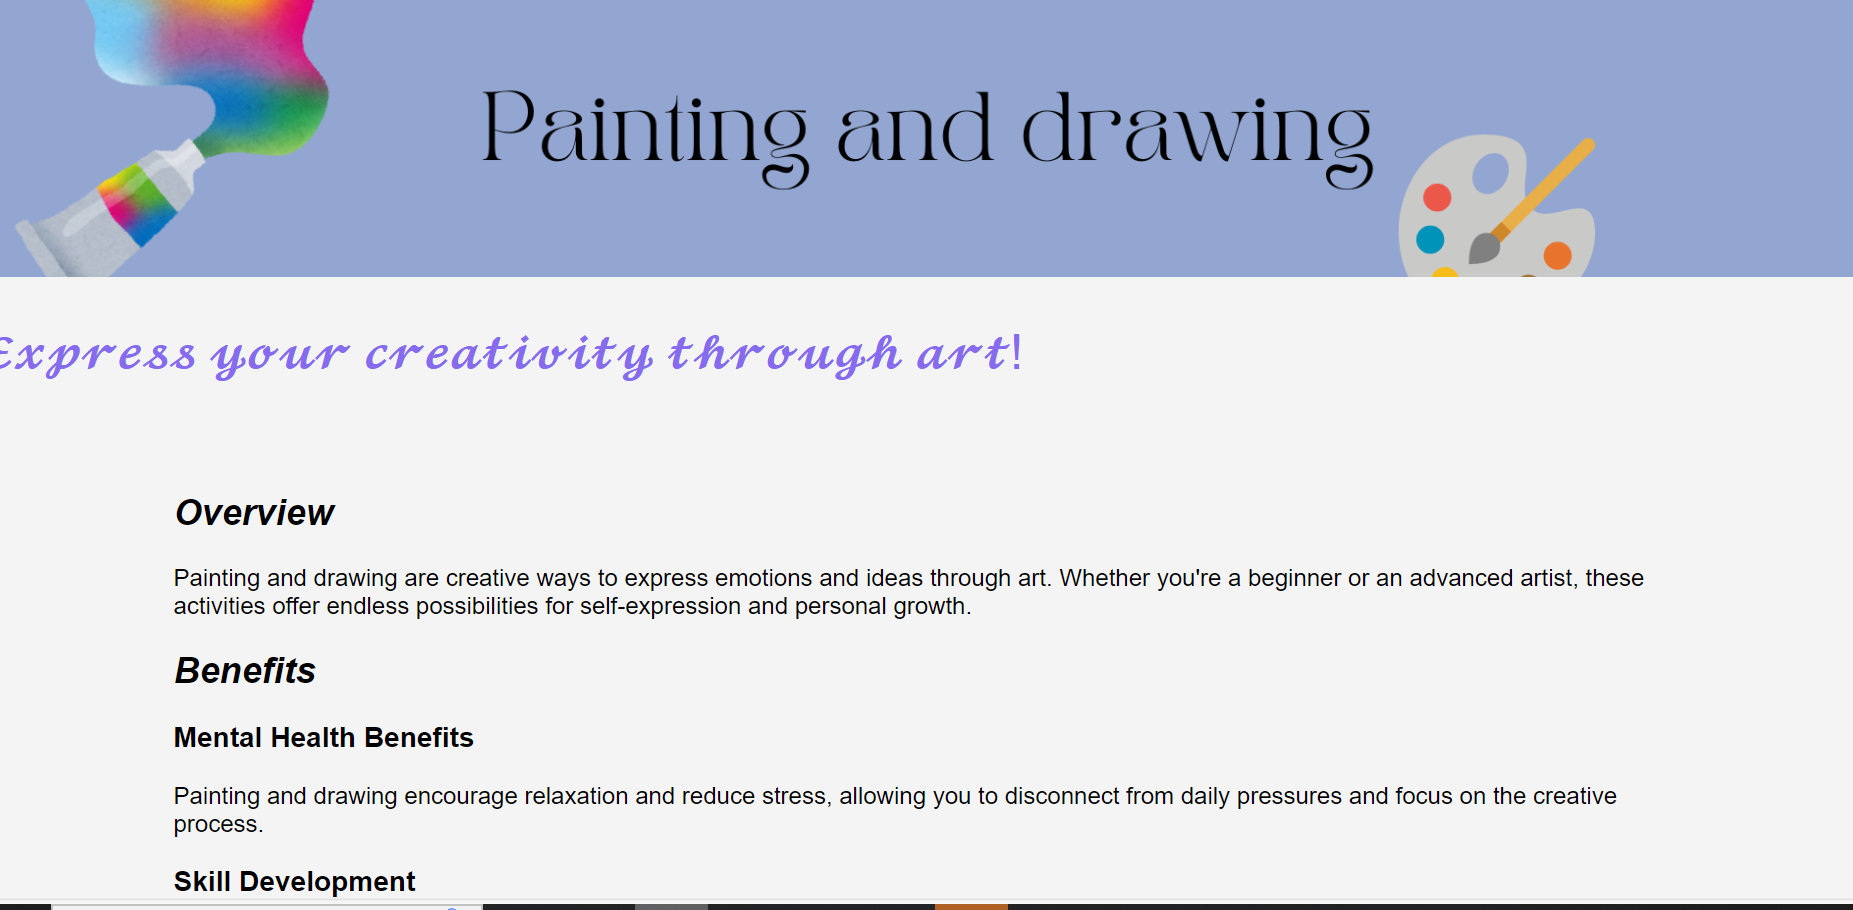 Painting and drawing
Express your creativity through art!
Overview
Painting and drawing are creative ways to express emotions and ideas through art. Whether you're a beginner or an advanced artist, these
activities offer endless possibilities for self-expression and personal growth.
Benefits
Mental Health Benefits
Painting and drawing encourage relaxation and reduce stress, allowing you to disconnect from daily pressures and focus on the creative
process.
Skill Development